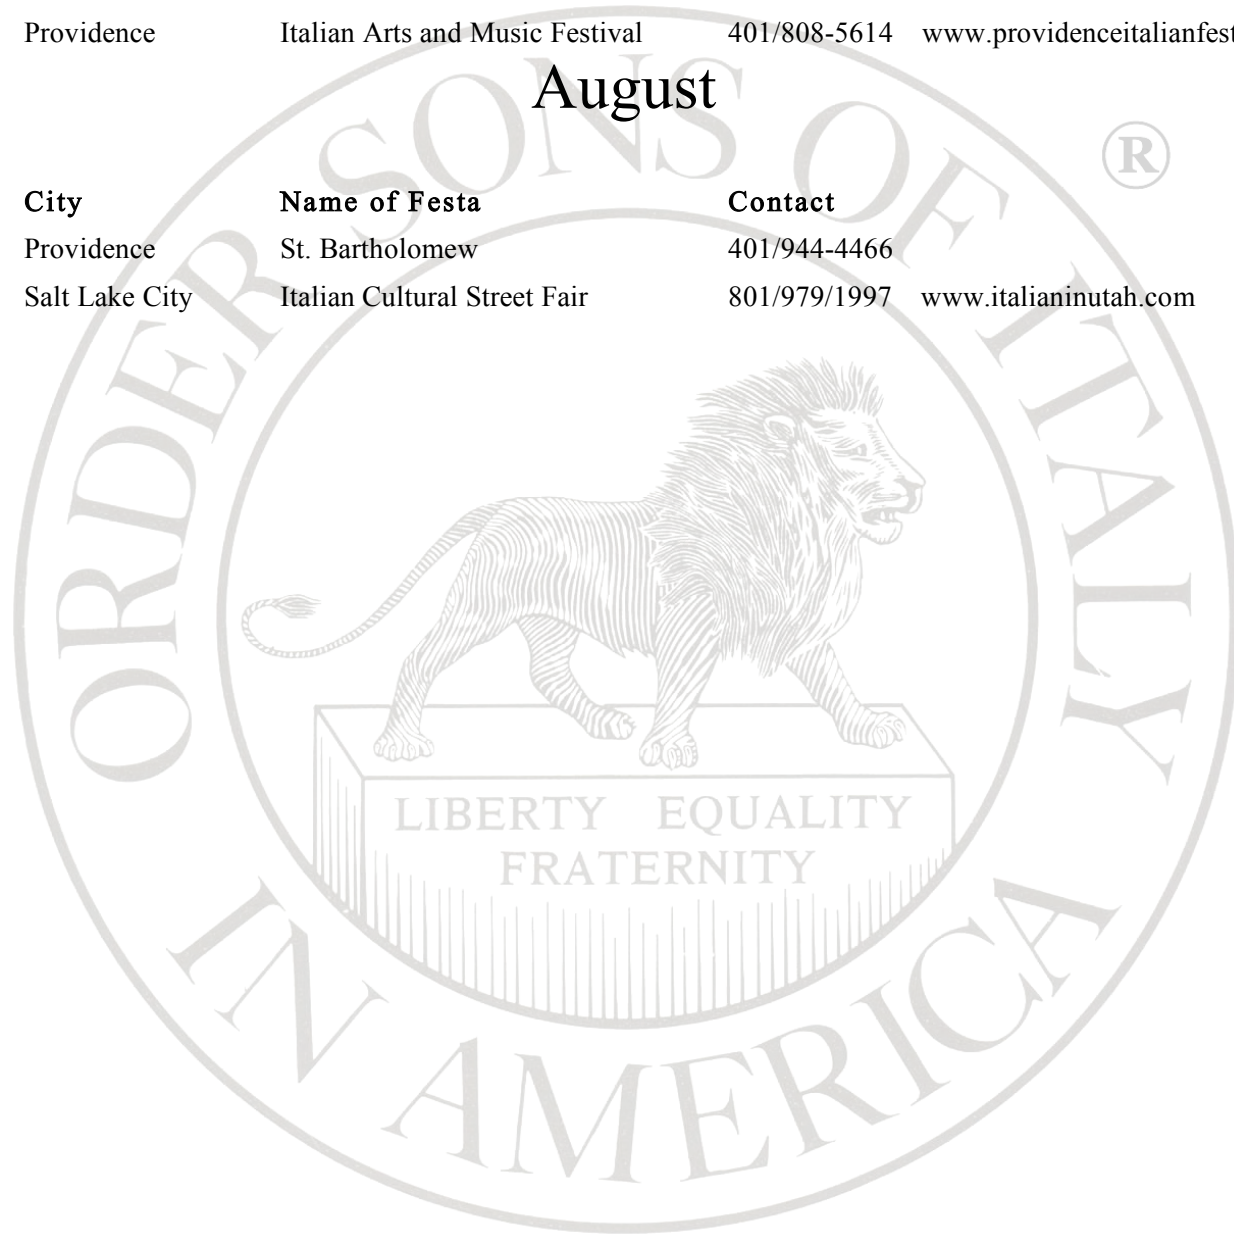 Providence Italian Arts and Music Festival 401/808-5614 www.providenceitalianfest
August
City Name of Festa Contact
Providence St. Bartholomew 401/944-4466
Salt Lake City Italian Cultural Street Fair 801/979/1997 www.italianinutah.com
ORDER SONS OF ITALY
®
IN AMERICA
LIBERTY EQUALITY
FRATERNITY